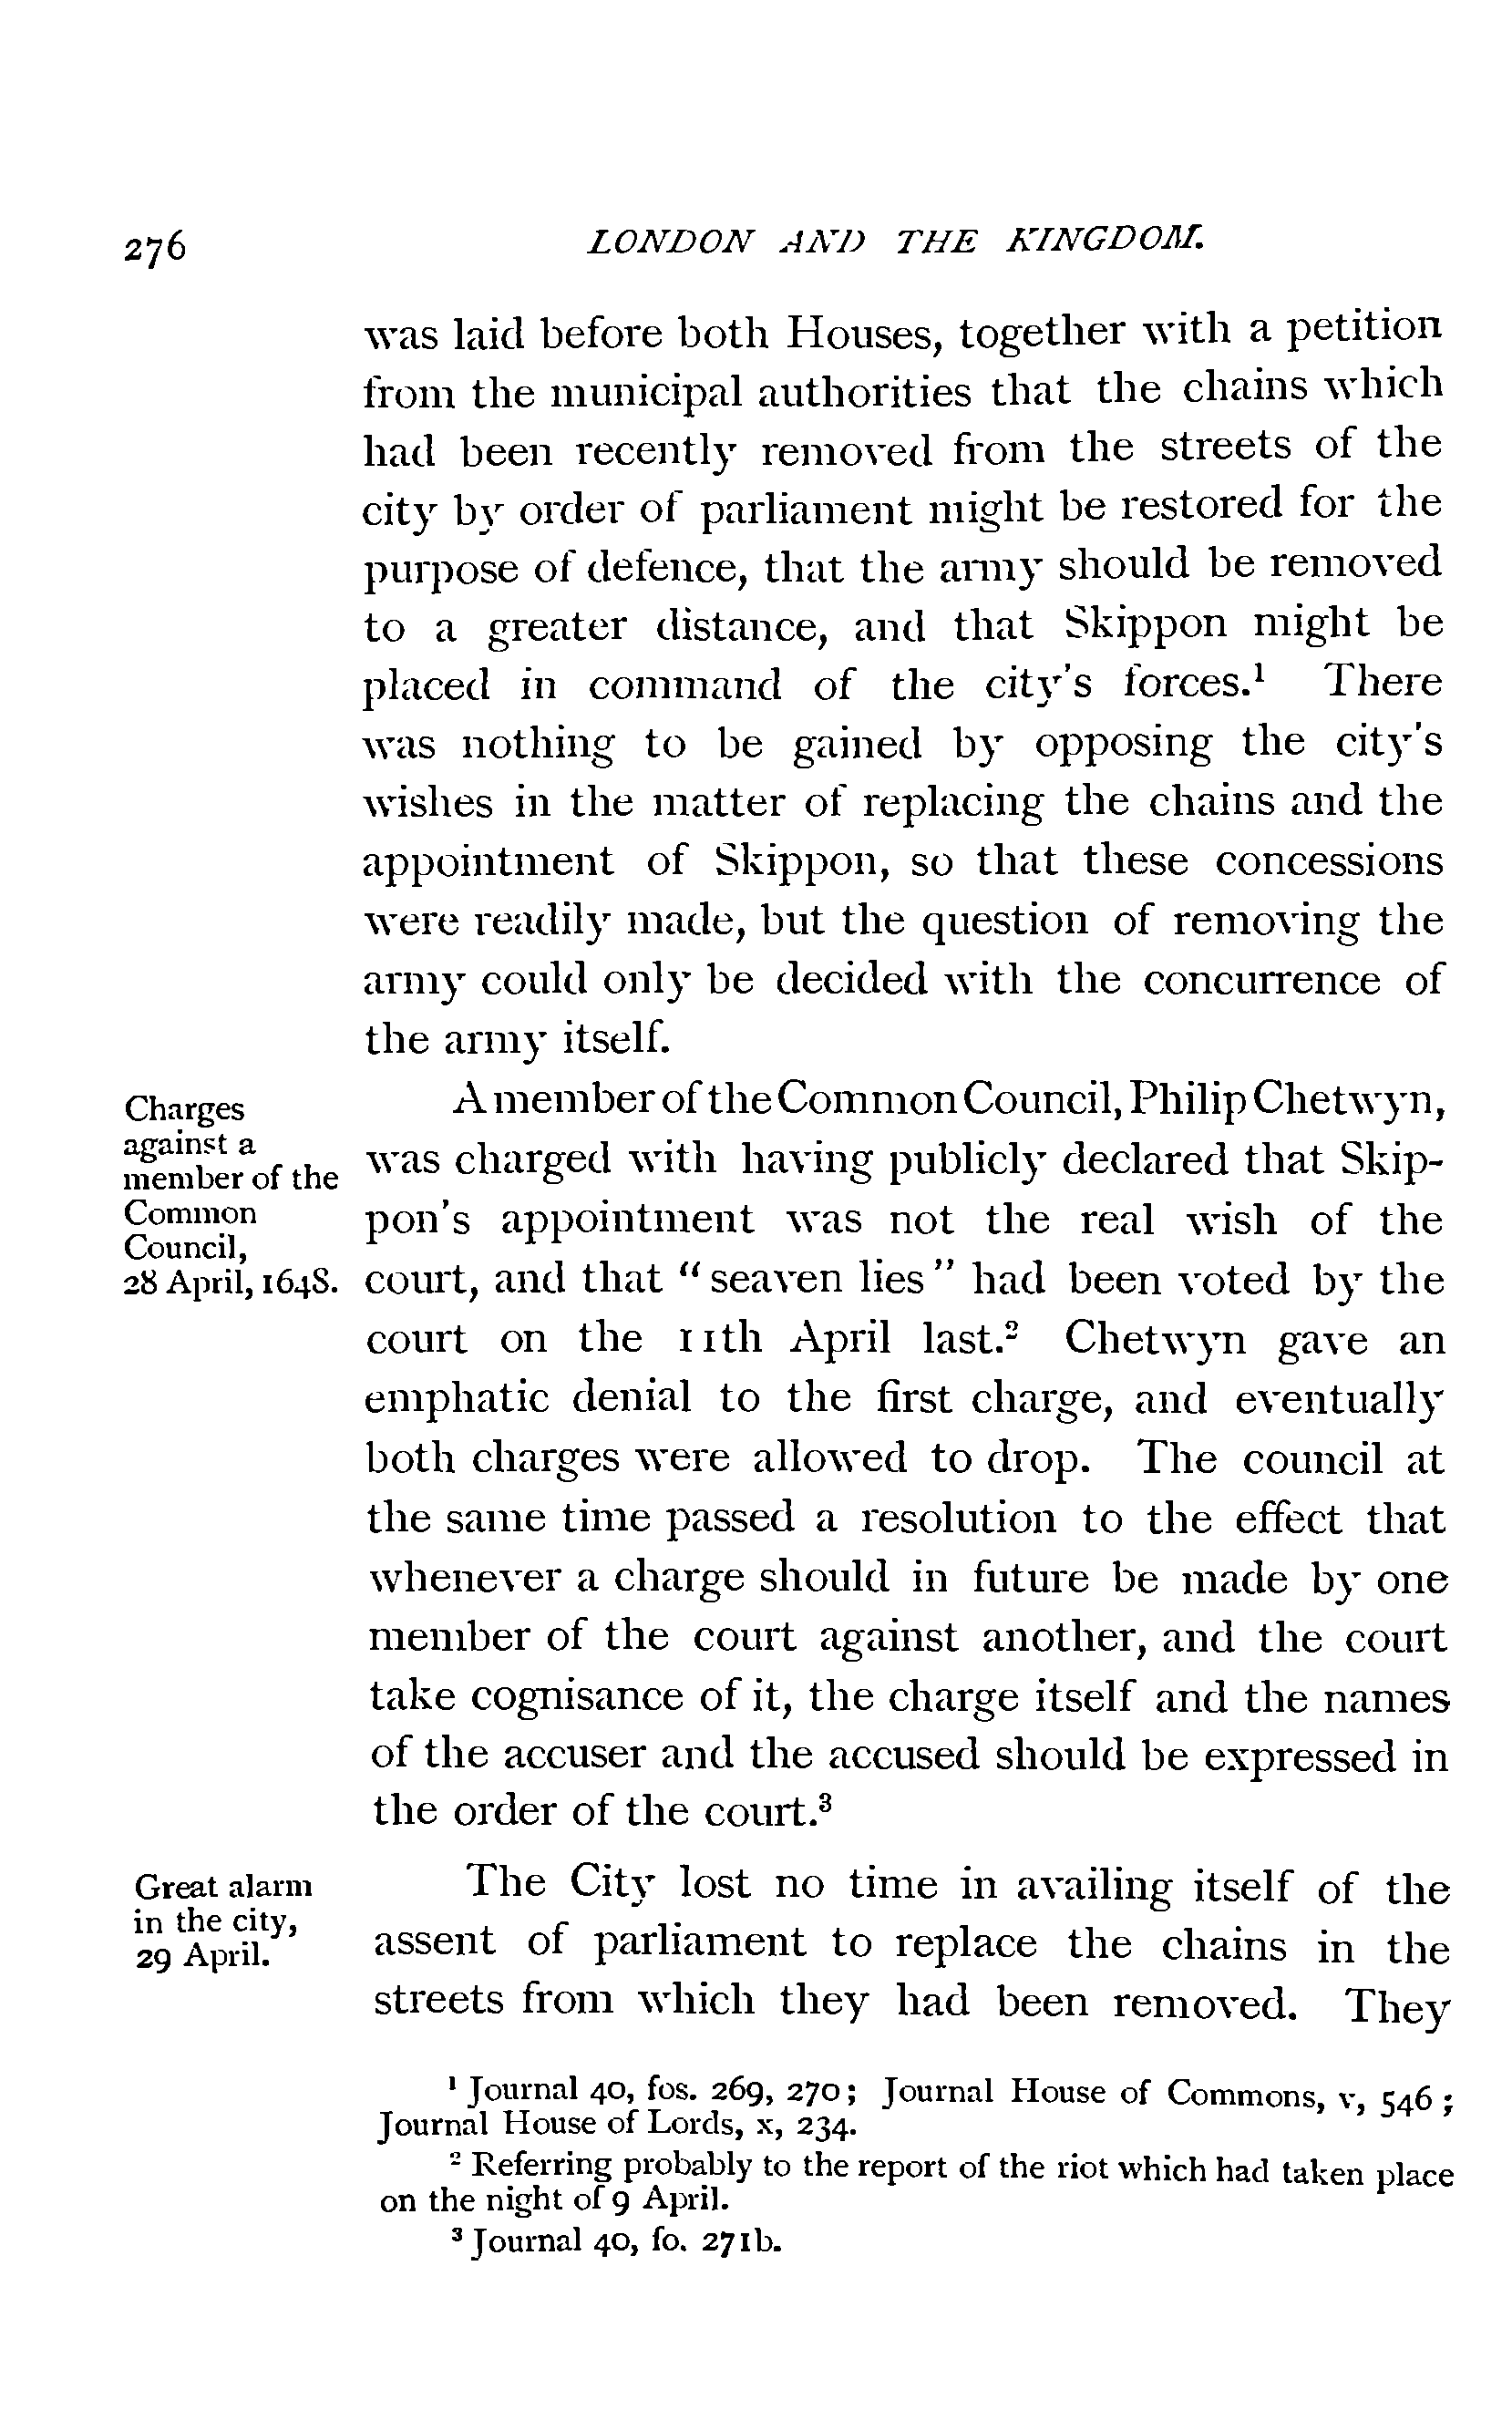 276 LONDON AND THE KINGDOM.
was laid before both Houses, together with a petition
from the municipal authorities that the chains which
had been recently removed from the streets of the
city by order of parliament might be restored for the
purpose of defence, that the army should be removed
to a greater distance, and that Skippon might be
placed in command of the city's forces.¹ There
was nothing to be gained by opposing the city's
wishes in the matter of replacing the chains and the
appointment of Skippon, so that these concessions
were readily made, but the question of removing the
army could only be decided with the concurrence of
the army itself.
Charges
against a
member of the
Common
Council,
28 April, 1648.
A member of the Common Council, Philip Chetwyn,
was charged with having publicly declared that Skip-
pon's appointment was not the real wish of the
court, and that "seaven lies" had been voted by the
court on the 11th April last.² Chetwyn gave an
emphatic denial to the first charge, and eventually
both charges were allowed to drop. The council at
the same time passed a resolution to the effect that
whenever a charge should in future be made by one
member of the court against another, and the court
take cognisance of it, the charge itself and the names
of the accuser and the accused should be expressed in
the order of the court.³
Great alarm
in the city,
29 April.
The City lost no time in availing itself of the
assent of parliament to replace the chains in the
streets from which they had been removed. They
¹ Journal 40, fos. 269, 270; Journal House of Commons, v, 546;
Journal House of Lords, x, 234.
² Referring probably to the report of the riot which had taken place
on the night of 9 April.
³ Journal 40, fo. 271b.